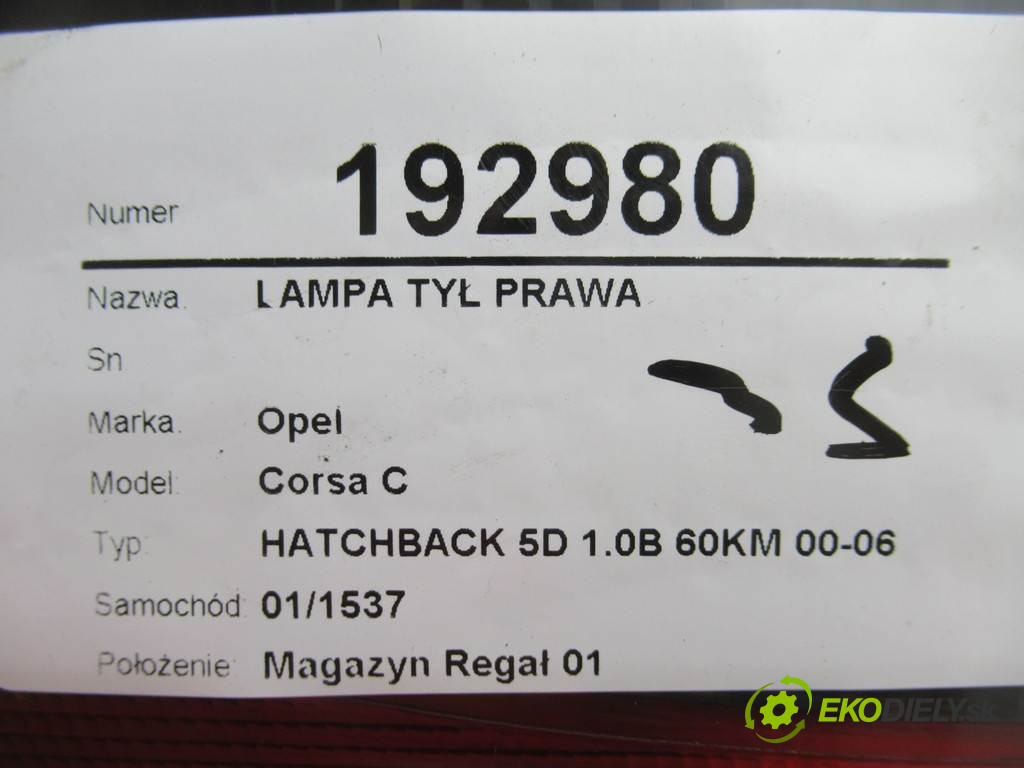 Numer 192980
Nazwa. LAMPA TYŁ PRAWA
Sn
Marka. Opel
Model: Corsa C
Typ: HATCHBACK 5D 1.0B 60KM 00-06
Samochód: 01/1537
Położenie: Magazyn Regał 01
EKODIELY.sk